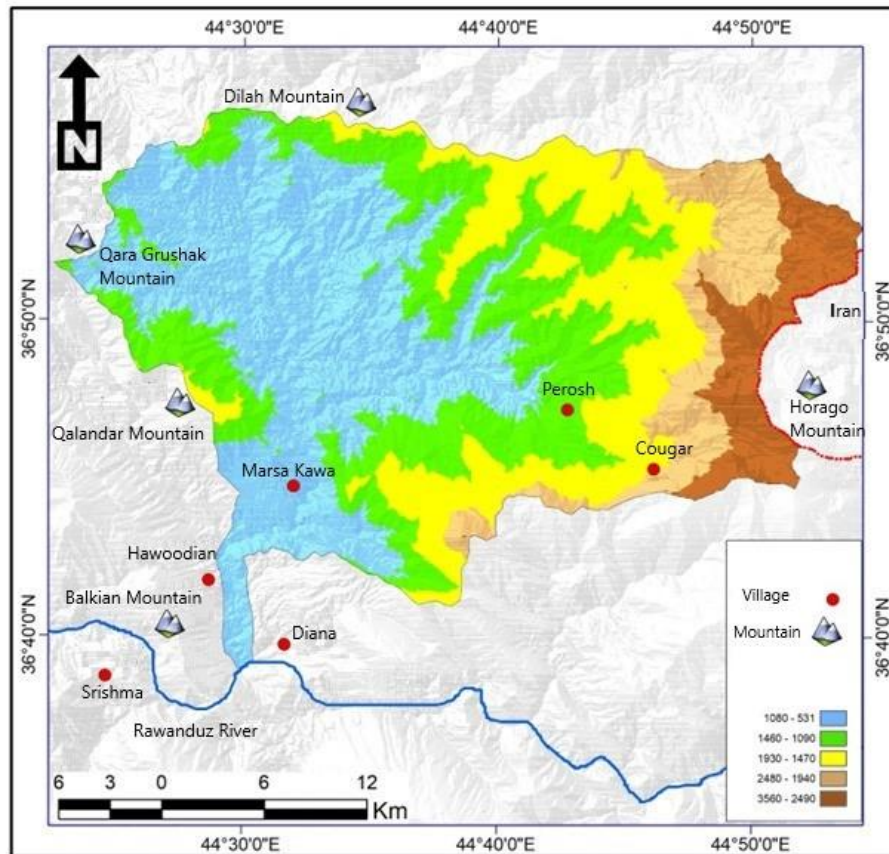 44°30'0"E
44°40'0"E
44°50'0"E
N
Dilah Mountain
Qara Grushak
Mountain
36°50'0"N
36°50'0"N
Iran
Perosh
Horago
Mountain
Qalandar Mountain
Cougar
Marsa Kawa
Hawoodian
Balkian Mountain
Diana
36°40'0"N
36°40'0"N
Srishma
Rawanduz River
Village
Mountain
1080 - 531
1460 - 1090
1930 - 1470
2480 - 1940
3560 - 2490
6 3 0 6 12
Km
44°30'0"E
44°40'0"E
44°50'0"E